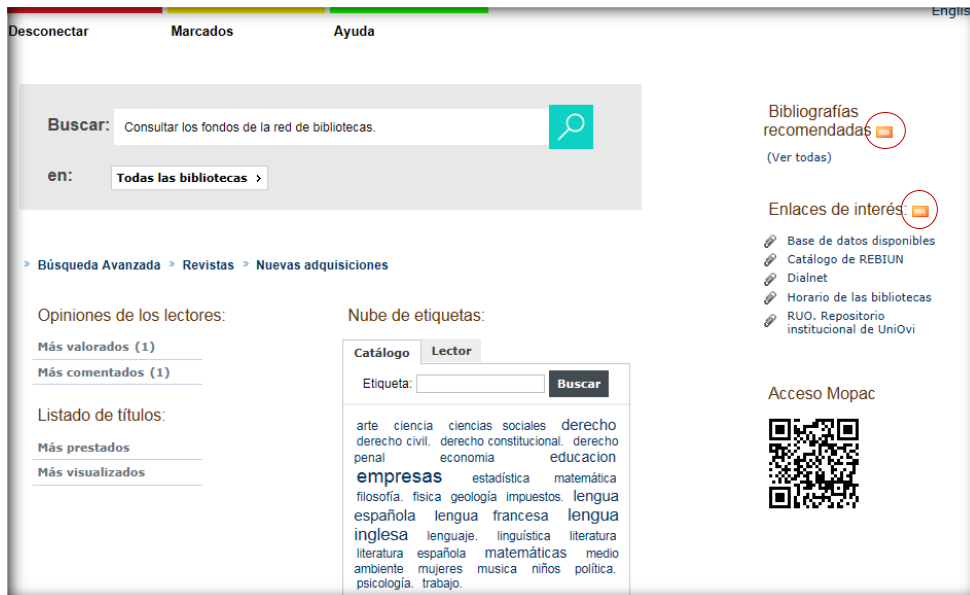 Englis
Desconectar Marcados Ayuda
Buscar: Consultar los fondos de la red de bibliotecas.
en: Todas las bibliotecas ›
» Búsqueda Avanzada » Revistas » Nuevas adquisiciones
Opiniones de los lectores:
Más valorados (1)
Más comentados (1)
Listado de títulos:
Más prestados
Más visualizados
Nube de etiquetas:
Catálogo Lector
Etiqueta: Buscar
arte ciencia ciencias sociales derecho
derecho civil. derecho constitucional. derecho
penal economia educacion
empresas estadística matemática
filosofía. fisica geología impuestos. lengua
española lengua francesa lengua
inglesa lenguaje. linguística literatura
literatura española matemáticas medio
ambiente mujeres musica niños política.
psicología. trabajo.
Bibliografías
recomendadas RSS
(Ver todas)
Enlaces de interés: RSS
Base de datos disponibles
Catálogo de REBIUN
Dialnet
Horario de las bibliotecas
RUO. Repositorio
institucional de UniOvi
Acceso Mopac